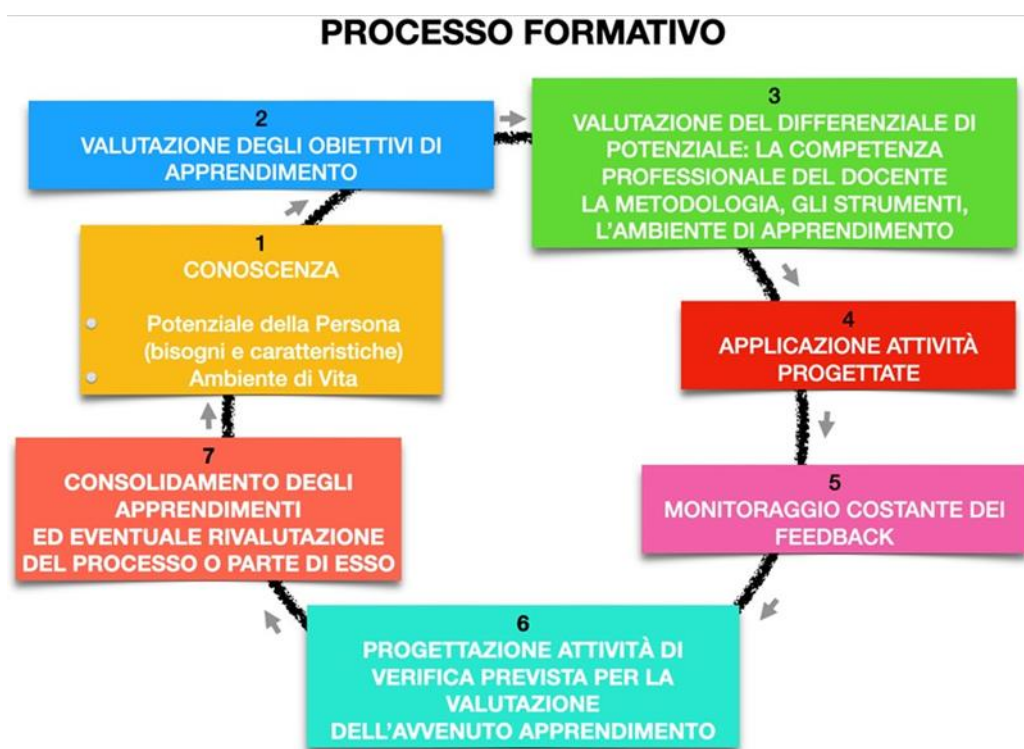 PROCESSO FORMATIVO
1
CONOSCENZA
Potenziale della Persona
(bisogni e caratteristiche)
Ambiente di Vita
2
VALUTAZIONE DEGLI OBIETTIVI DI
APPRENDIMENTO
3
VALUTAZIONE DEL DIFFERENZIALE DI
POTENZIALE: LA COMPETENZA
PROFESSIONALE DEL DOCENTE
LA METODOLOGIA, GLI STRUMENTI,
L'AMBIENTE DI APPRENDIMENTO
4
APPLICAZIONE ATTIVITÀ
PROGETTATE
5
MONITORAGGIO COSTANTE DEI
FEEDBACK
6
PROGETTAZIONE ATTIVITÀ DI
VERIFICA PREVISTA PER LA
VALUTAZIONE
DELL'AVVENUTO APPRENDIMENTO
7
CONSOLIDAMENTO DEGLI
APPRENDIMENTI
ED EVENTUALE RIVALUTAZIONE
DEL PROCESSO O PARTE DI ESSO